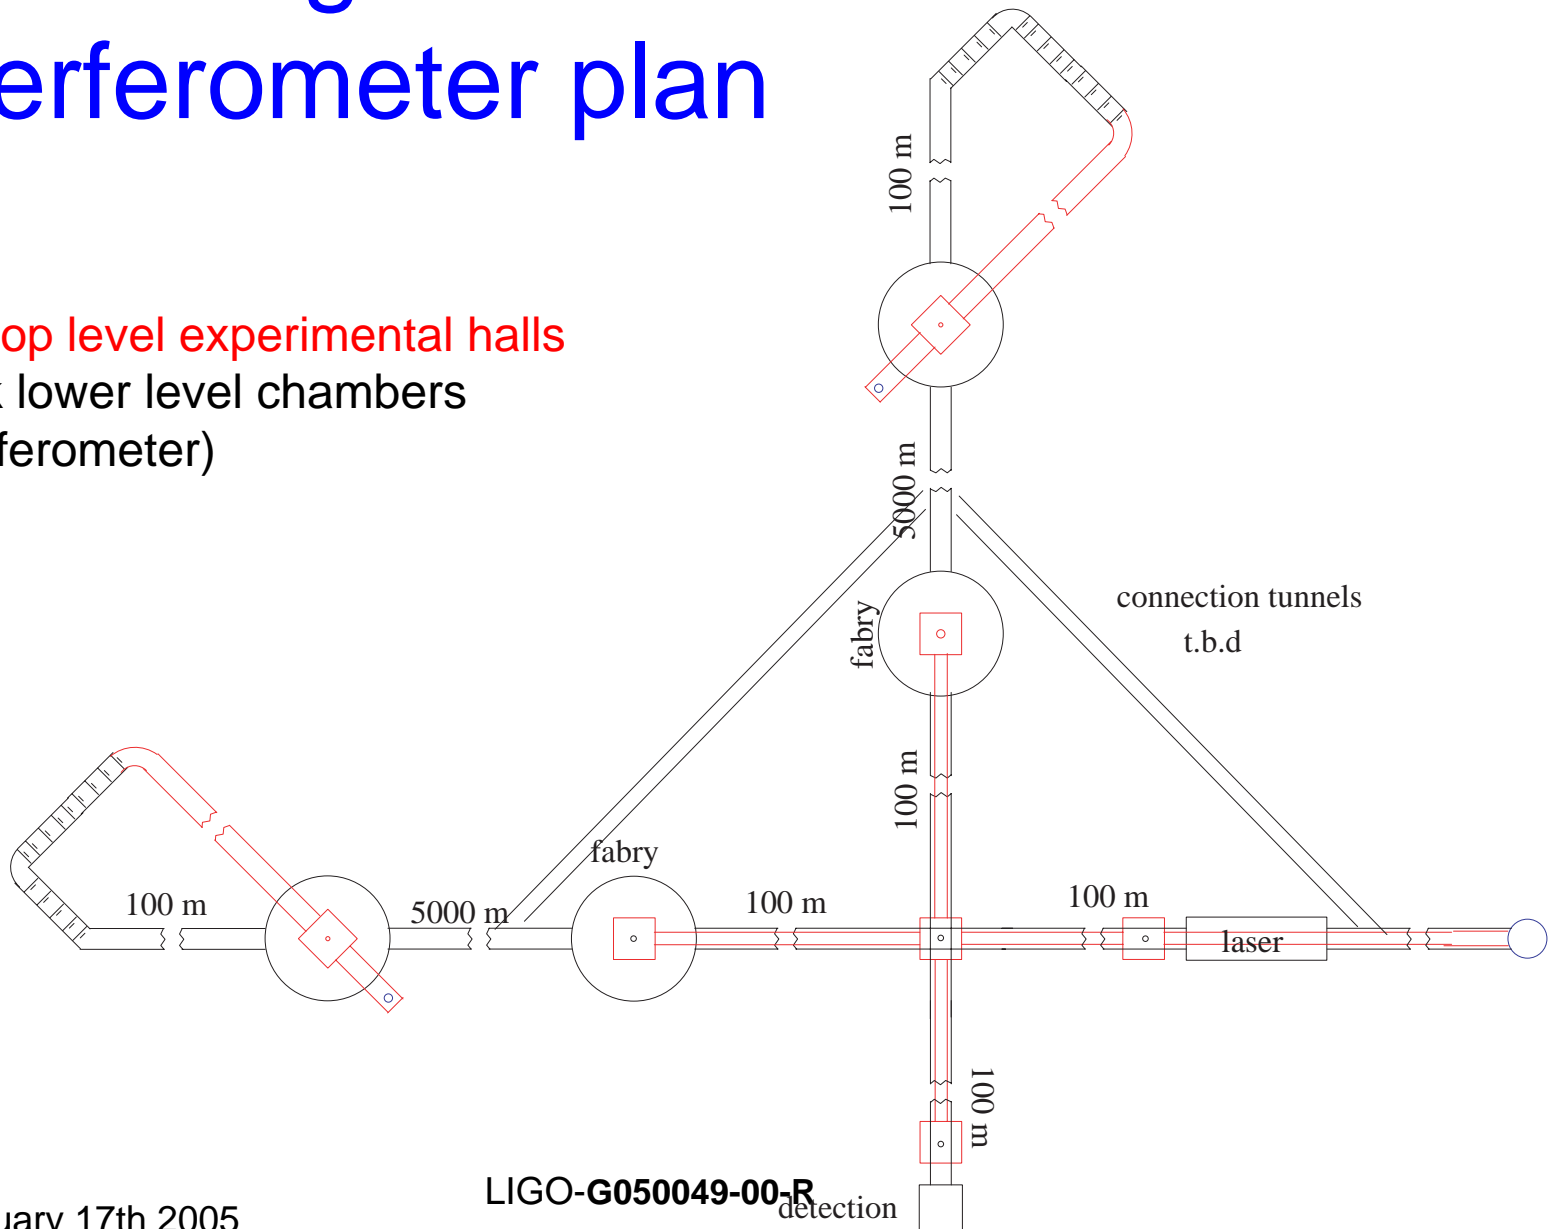 erferometer plan
op level experimental halls
lower level chambers
ferometer)
100 m
5000 m
fabry
connection tunnels
t.b.d
100 m
fabry
100 m
5000 m
100 m
100 m
laser
100 m
LIGO-G050049-00-R
detection
uary 17th 2005